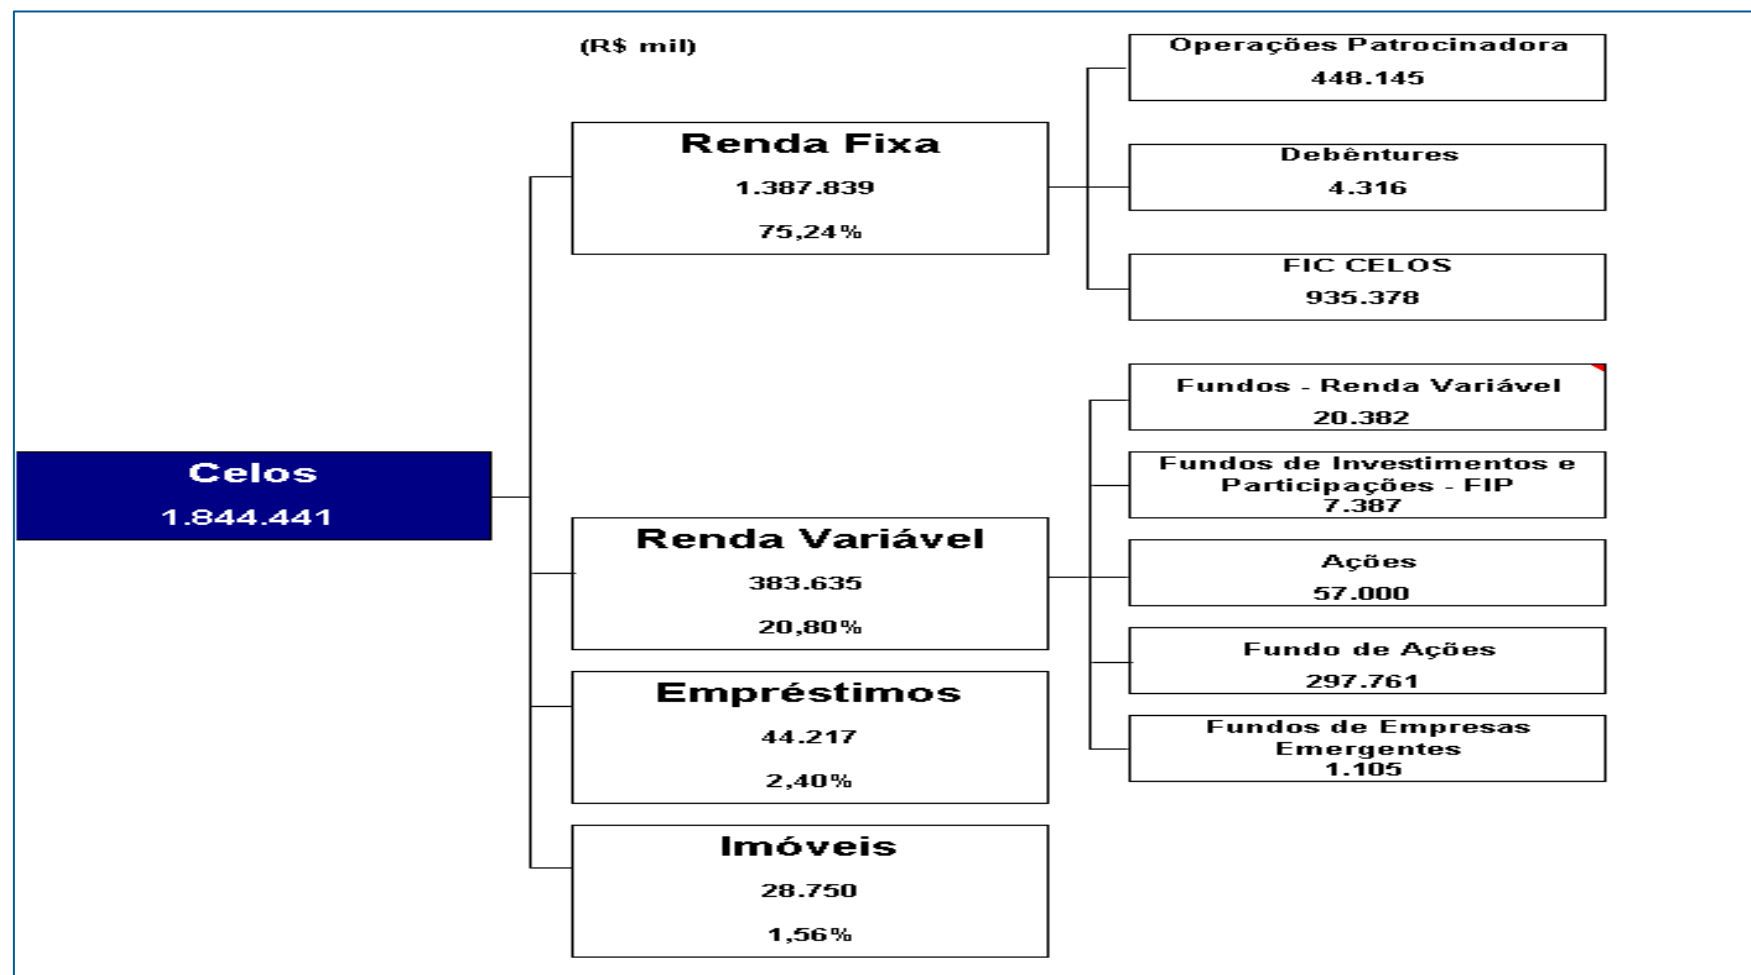 (R$ mil)
Celos
1.844.441
Renda Fixa
1.387.839
75,24%
Operações Patrocinadora
448.145
Debêntures
4.316
FIC CELOS
935.378
Renda Variável
383.635
20,80%
Fundos - Renda Variável
20.382
Fundos de Investimentos e
Participações - FIP
7.387
Ações
57.000
Fundo de Ações
297.761
Fundos de Empresas
Emergentes
1.105
Empréstimos
44.217
2,40%
Imóveis
28.750
1,56%